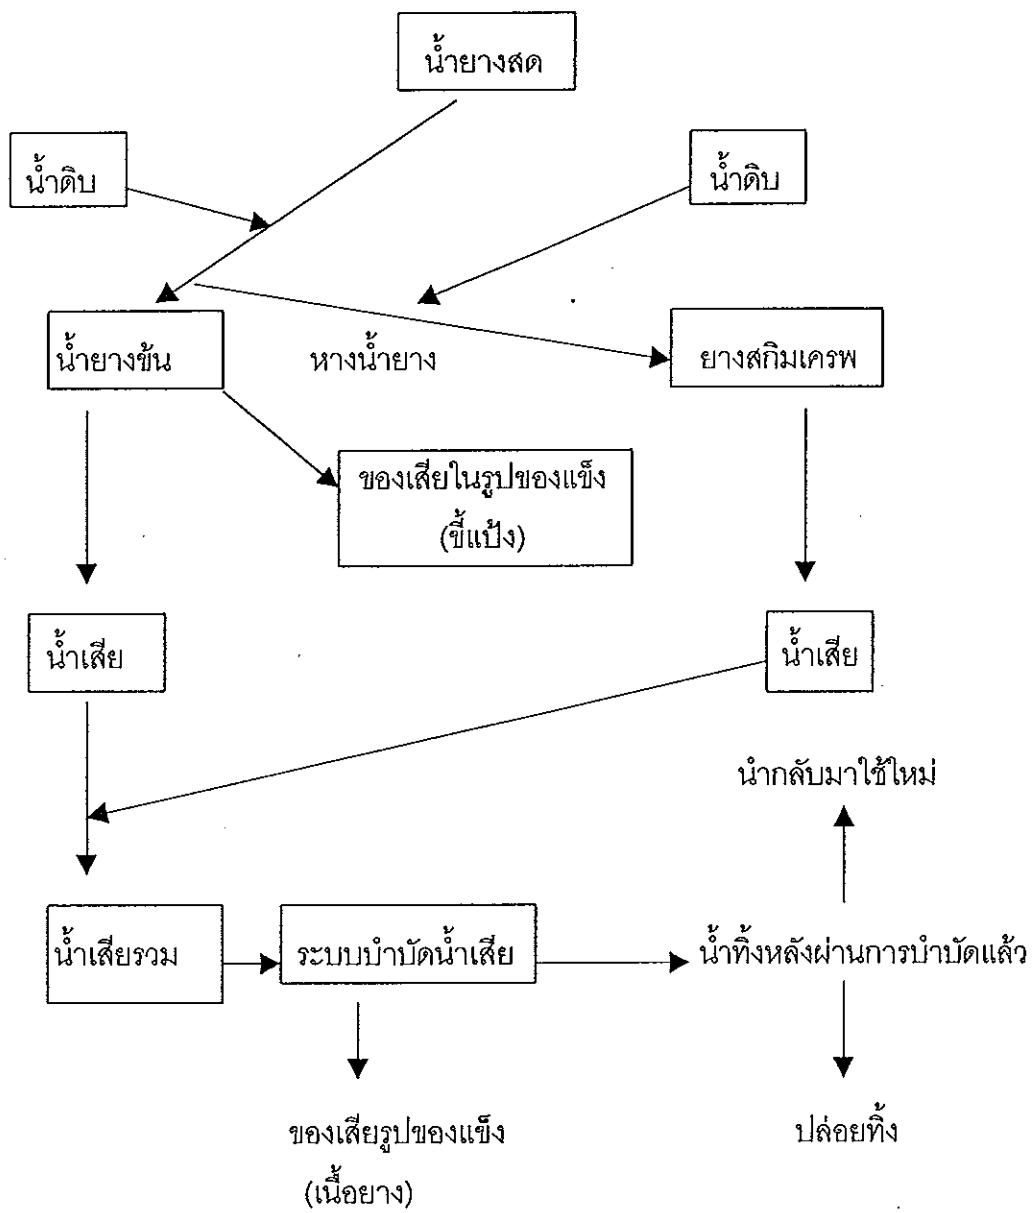 น้ำยางสด
น้ำดิบ
น้ำดิบ
น้ำยางข้น
หางน้ำยาง
ยางสกิมเครพ
ของเสียในรูปของแข็ง
(ขี้แป้ง)
น้ำเสีย
น้ำเสีย
นำกลับมาใช้ใหม่
น้ำเสียรวม
ระบบบำบัดน้ำเสีย
น้ำทิ้งหลังผ่านการบำบัดแล้ว
ของเสียรูปของแข็ง
(เนื้อยาง)
ปล่อยทิ้ง